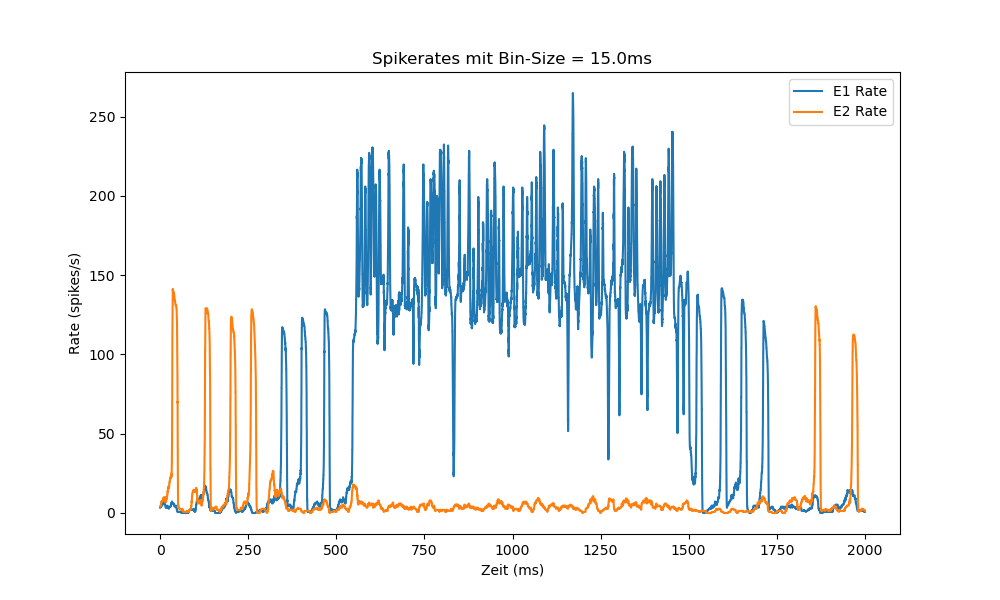 Spikerates mit Bin-Size = 15.0ms
E1 Rate
E2 Rate
Rate (spikes/s)
250
200
150
100
50
0
0 250 500 750 1000 1250 1500 1750 2000
Zeit (ms)